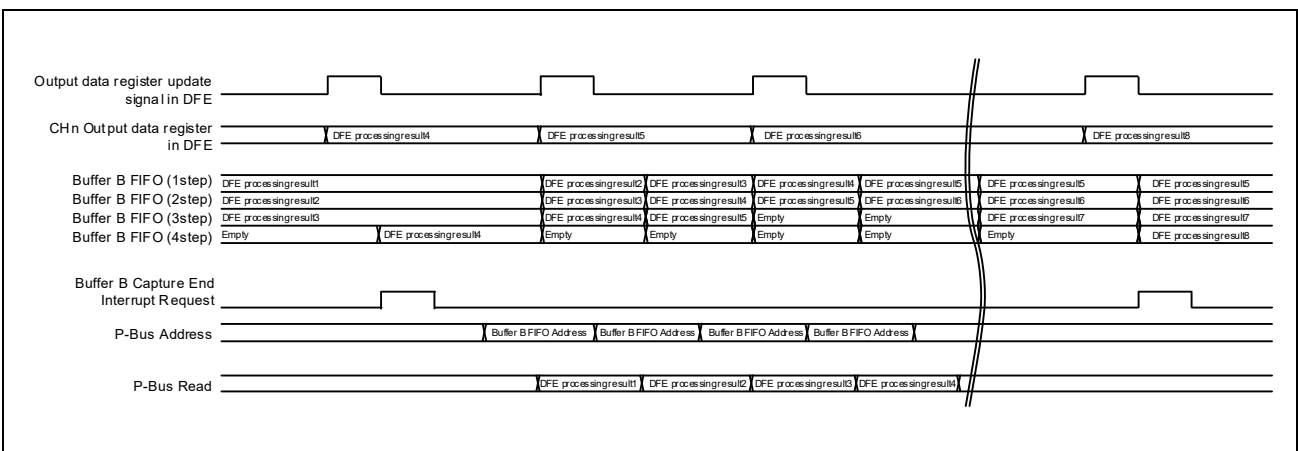 Output data register update
signal in DFE
CHn Output data register
in DFE
DFE processingresult4 DFE processingresult5 DFE processingresult6 DFE processingresult8
Buffer B FIFO (1step) DFE processingresult1 DFE processingresult2 DFE processingresult3 DFE processingresult4 DFE processingresult5 DFE processingresult5 DFE processingresult5
Buffer B FIFO (2step) DFE processingresult2 DFE processingresult3 DFE processingresult4 DFE processingresult5 DFE processingresult6 DFE processingresult6 DFE processingresult6
Buffer B FIFO (3step) DFE processingresult3 DFE processingresult4 DFE processingresult5 Empty Empty DFE processingresult7 DFE processingresult7
Buffer B FIFO (4step) Empty DFE processingresult4 Empty Empty Empty Empty Empty DFE processingresult8
Buffer B Capture End
Interrupt Request
P-Bus Address Buffer B FIFO Address Buffer B FIFO Address Buffer B FIFO Address Buffer B FIFO Address
P-Bus Read DFE processingresult1 DFE processingresult2 DFE processingresult3 DFE processingresult4